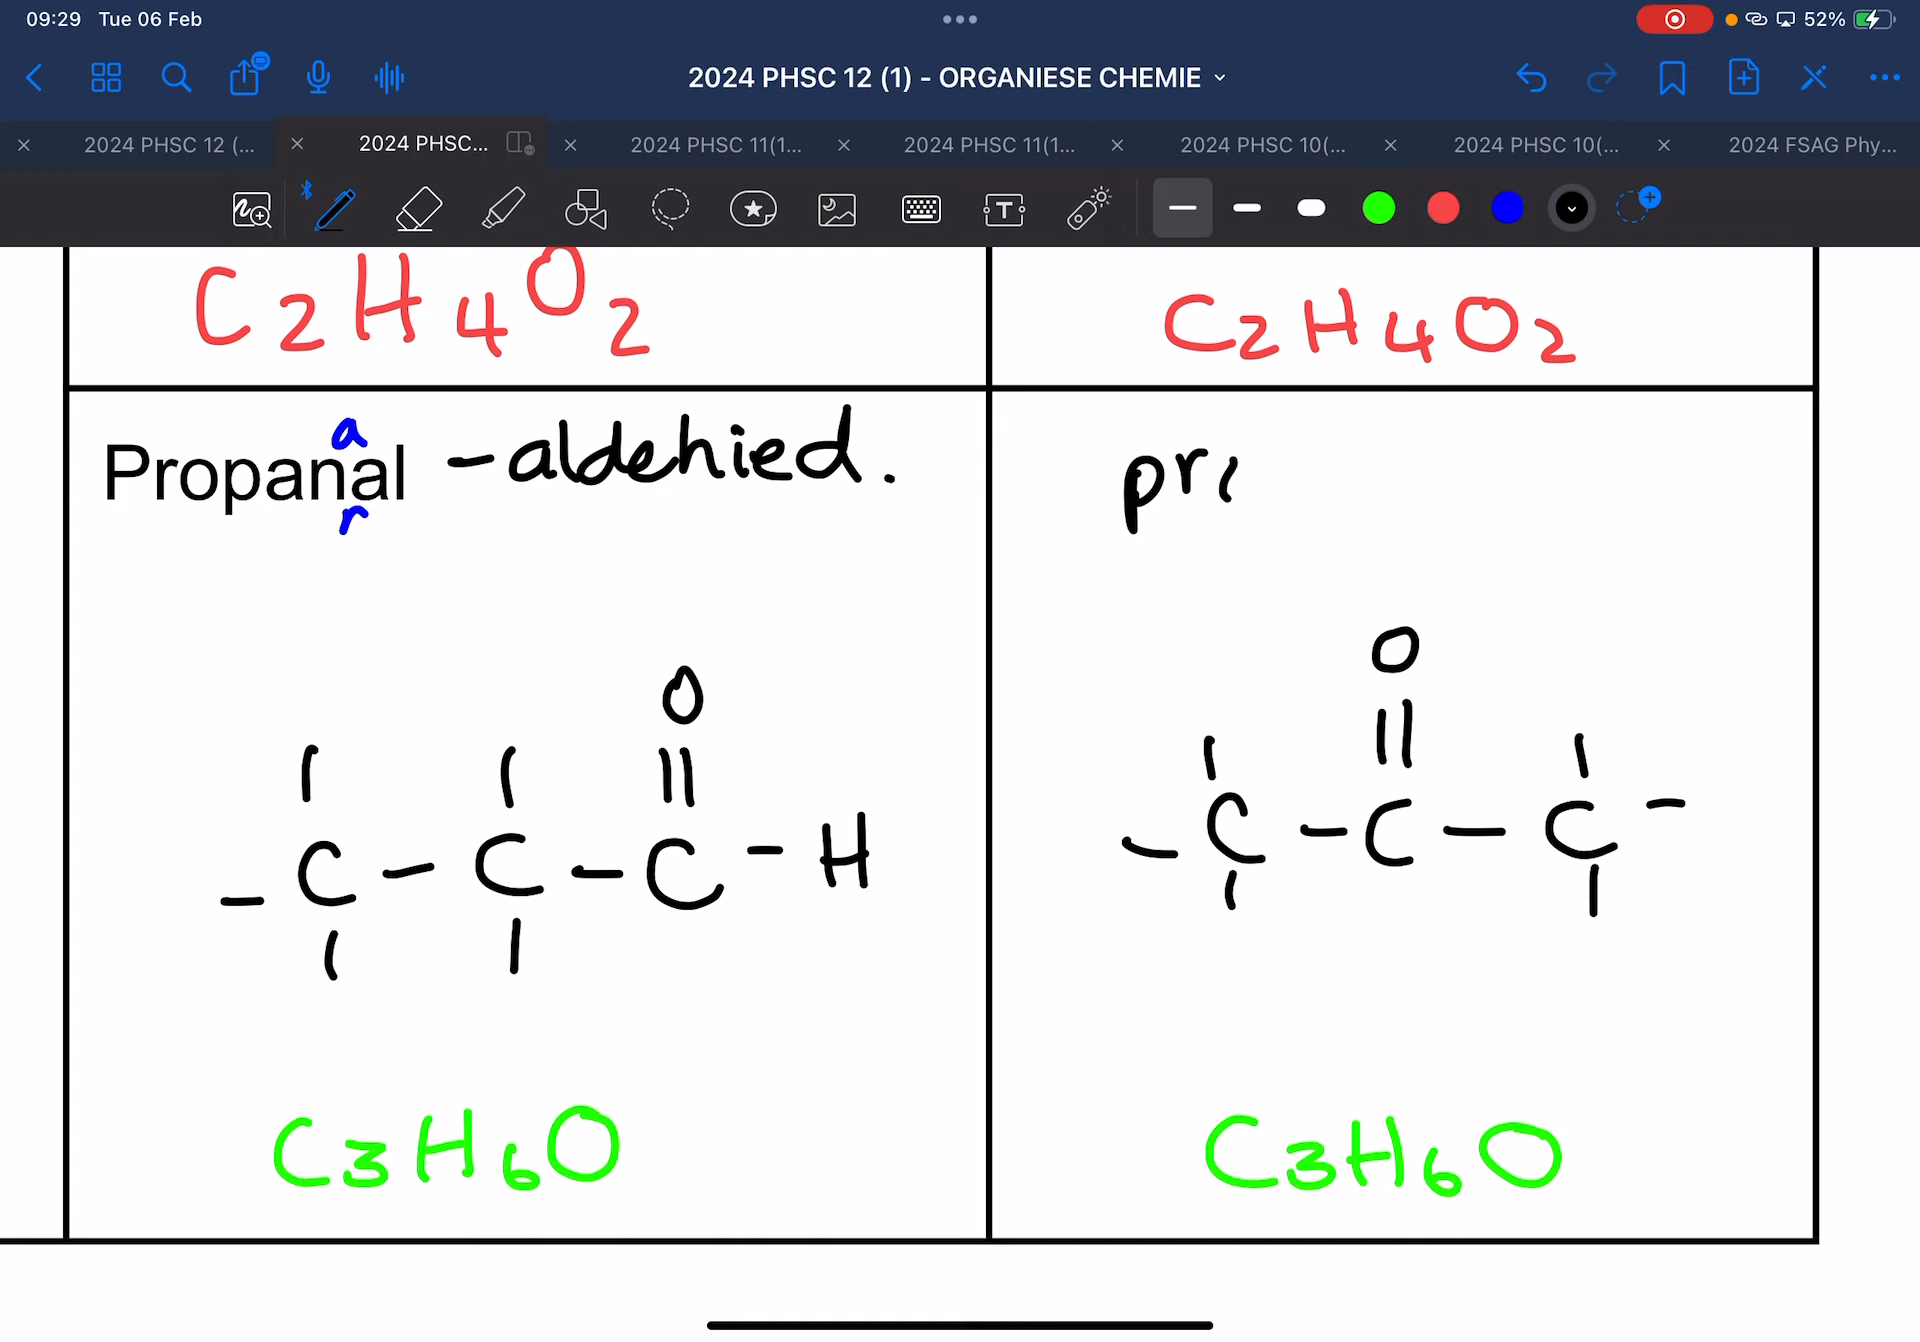 09:29 Tue 06 Feb
52%
2024 PHSC 12 (1) - ORGANIESE CHEMIE
2024 PHSC 12 (...
2024 PHSC...
2024 PHSC 11(1...
2024 PHSC 11(1...
2024 PHSC 10(...
2024 PHSC 10(...
2024 FSAG Phy...
T
C2H4O2
C2H4O2
a
Propanal - aldehied.
r
pro
O
O
- C - C - C - H
- C - C - C -
C3H6O
C3H6O